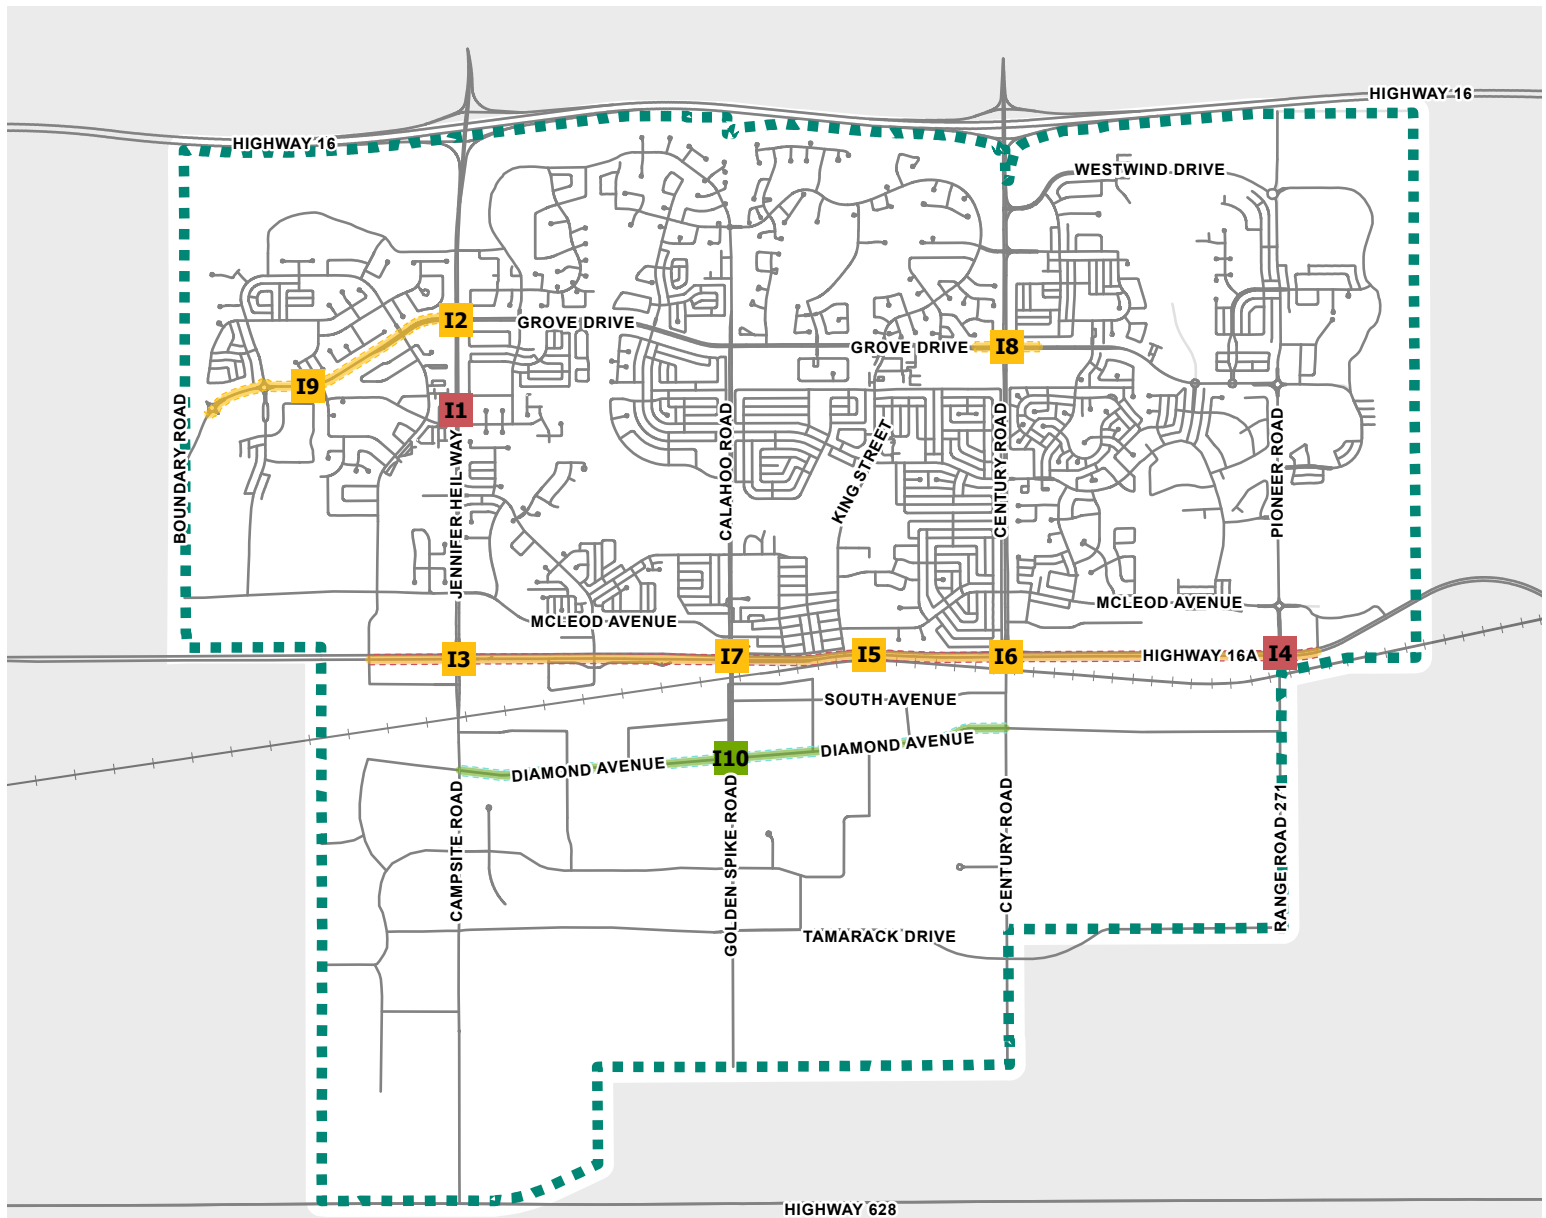 HIGHWAY 16
HIGHWAY 16
WESTWIND DRIVE
I2
GROVE DRIVE
GROVE DRIVE
I8
I9
I1
BOUNDARY ROAD
JENNIFER HEIL WAY
CALAHOO ROAD
KING STREET
CENTURY ROAD
PIONEER ROAD
MCLEOD AVENUE
MCLEOD AVENUE
I3
I7
I5
I6
HIGHWAY 16A
I4
SOUTH AVENUE
DIAMOND AVENUE
I10
DIAMOND AVENUE
CAMPSITE ROAD
GOLDEN SPIKE ROAD
CENTURY ROAD
RANGE ROAD 271
TAMARACK DRIVE
HIGHWAY 628